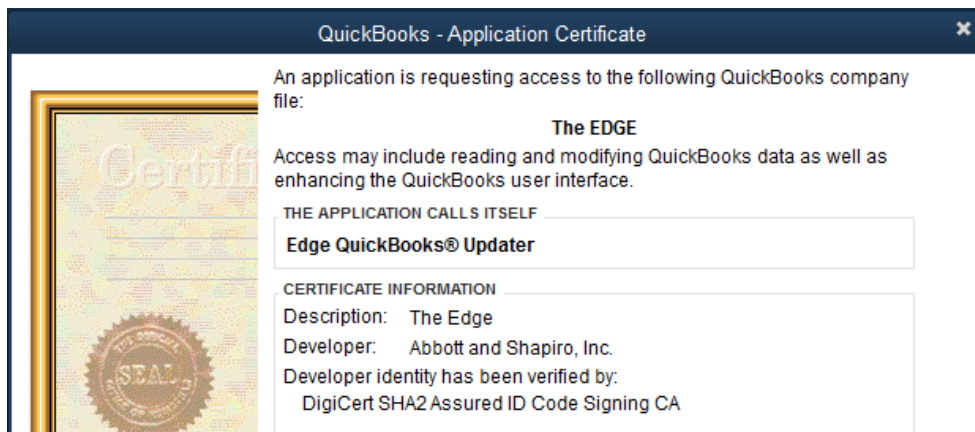 QuickBooks - Application Certificate
An application is requesting access to the following QuickBooks company
file:
The EDGE
Access may include reading and modifying QuickBooks data as well as
enhancing the QuickBooks user interface.
THE APPLICATION CALLS ITSELF
Edge QuickBooks® Updater
CERTIFICATE INFORMATION
Description: The Edge
Developer: Abbott and Shapiro, Inc.
Developer identity has been verified by:
DigiCert SHA2 Assured ID Code Signing CA
Certifi
SEAL